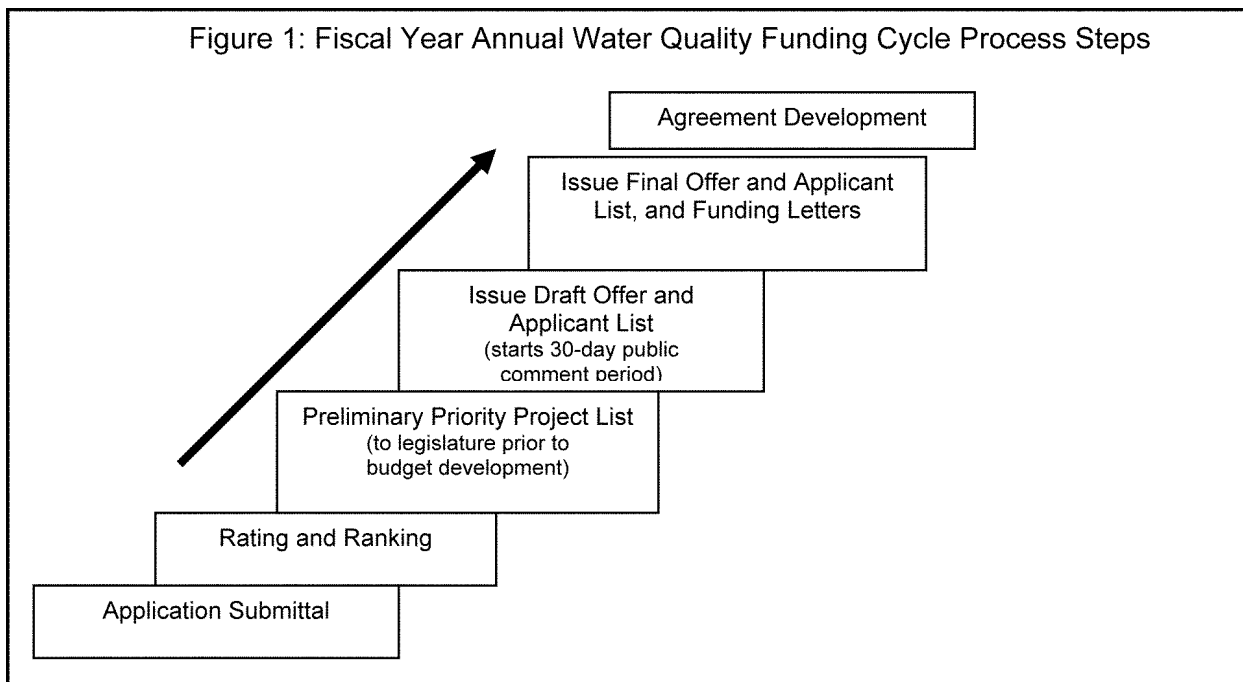 Figure 1: Fiscal Year Annual Water Quality Funding Cycle Process Steps
Agreement Development
Issue Final Offer and Applicant
List, and Funding Letters
Issue Draft Offer and
Applicant List
(starts 30-day public
comment period)
Preliminary Priority Project List
(to legislature prior to
budget development)
Rating and Ranking
Application Submittal